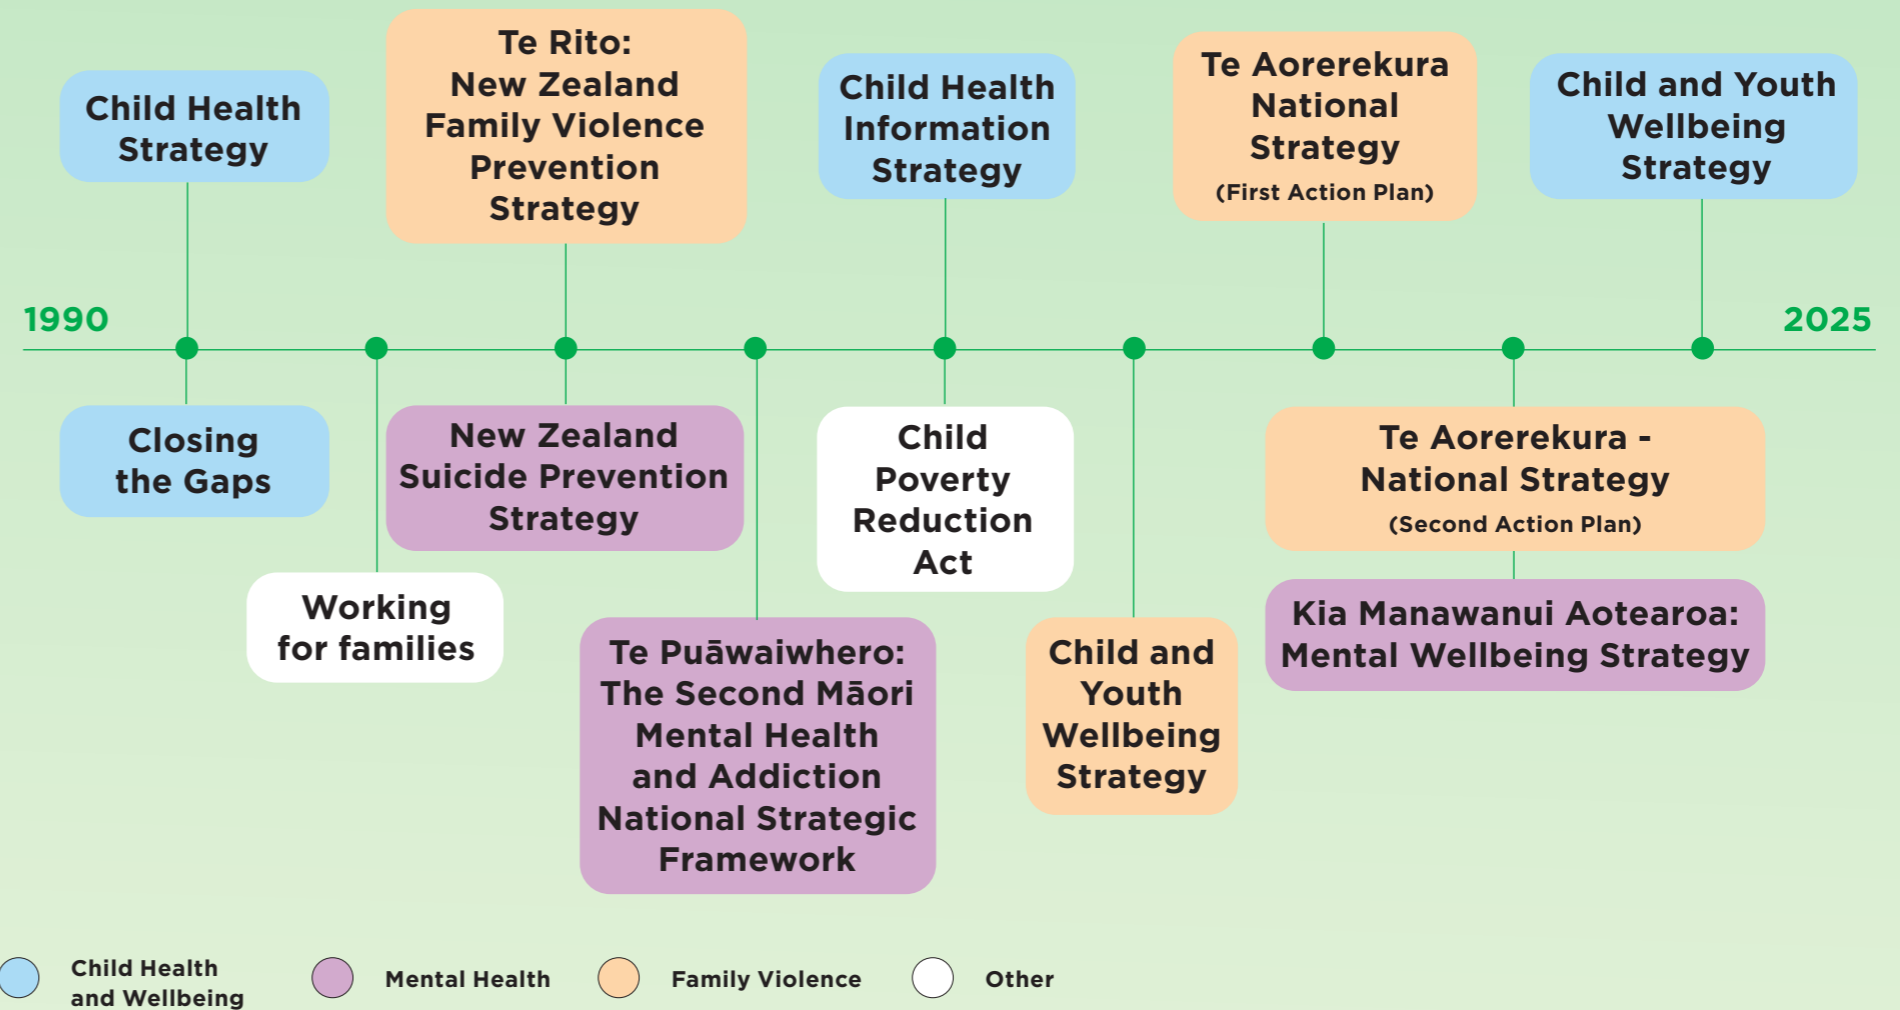 Child Health
Strategy
Te Rito:
New Zealand
Family Violence
Prevention
Strategy
Child Health
Information
Strategy
Te Aorerekura
National
Strategy
(First Action Plan)
Child and Youth
Wellbeing
Strategy
1990
2025
Closing
the Gaps
Working
for families
New Zealand
Suicide Prevention
Strategy
Te Puāwaiwhero:
The Second Māori
Mental Health
and Addiction
National Strategic
Framework
Child
Poverty
Reduction
Act
Child and
Youth
Wellbeing
Strategy
Te Aorerekura -
National Strategy
(Second Action Plan)
Kia Manawanui Aotearoa:
Mental Wellbeing Strategy
Child Health
and Wellbeing
Mental Health
Family Violence
Other